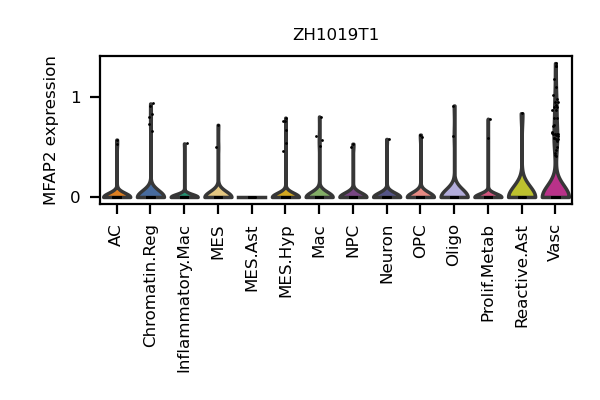 ZH1019T1
MFAP2 expression
1
0
AC
Chromatin.Reg
Inflammatory.Mac
MES
MES.Ast
MES.Hyp
Mac
NPC
Neuron
OPC
Oligo
Prolif.Metab
Reactive.Ast
Vasc